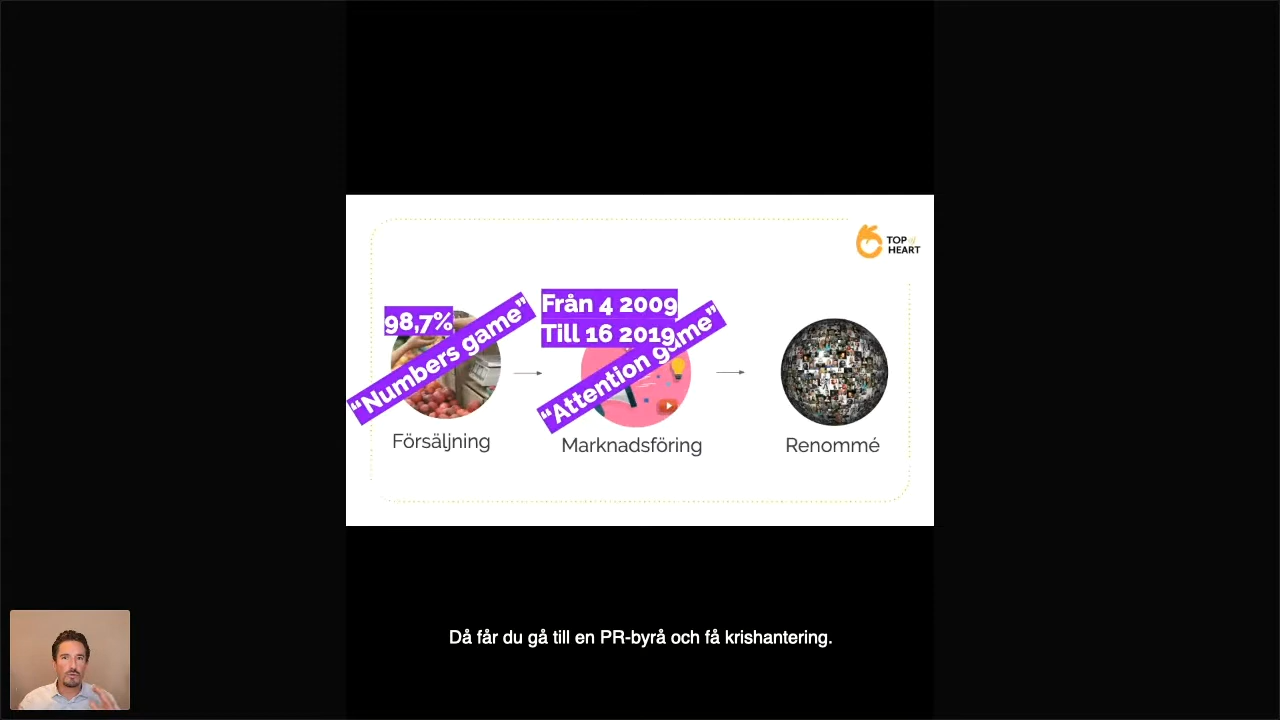 TOP of
HEART
98,7%
"Numbers game"
Från 4 2009
Till 16 2019
"Attention game"
Försäljning
Marknadsföring
Renommé
Då får du gå till en PR-byrå och få krishantering.